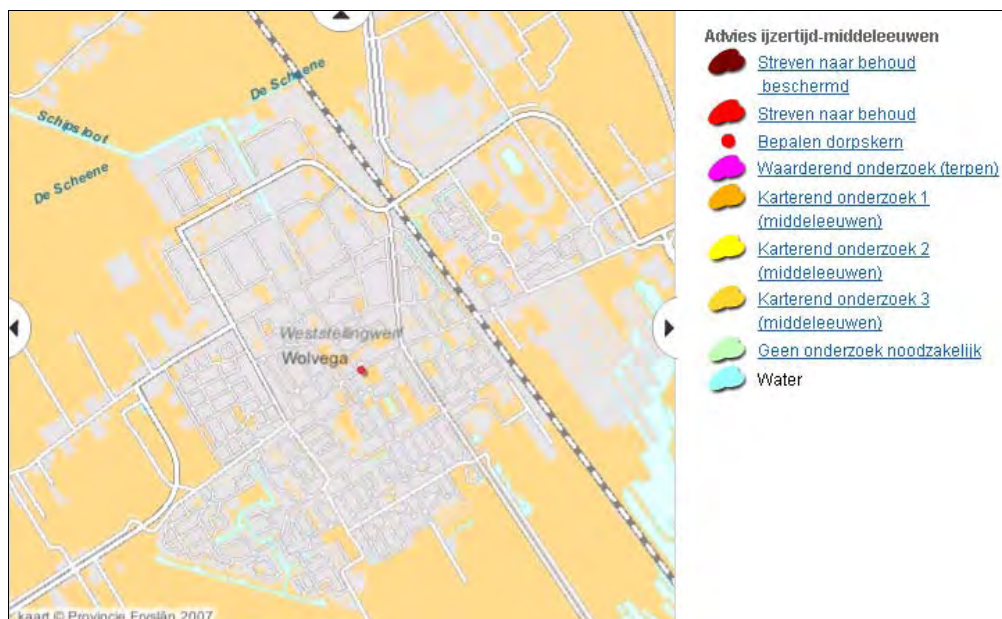 De Scheene
Schipsloot
De Scheene
Weststellingwerf
Wolvega
kaart © Provincie Fryslân 2007
Advies ijzertijd-middeleeuwen
Streven naar behoud
beschermd
Streven naar behoud
Bepalen dorpskern
Waarderend onderzoek (terpen)
Karterend onderzoek 1
(middeleeuwen)
Karterend onderzoek 2
(middeleeuwen)
Karterend onderzoek 3
(middeleeuwen)
Geen onderzoek noodzakelijk
Water